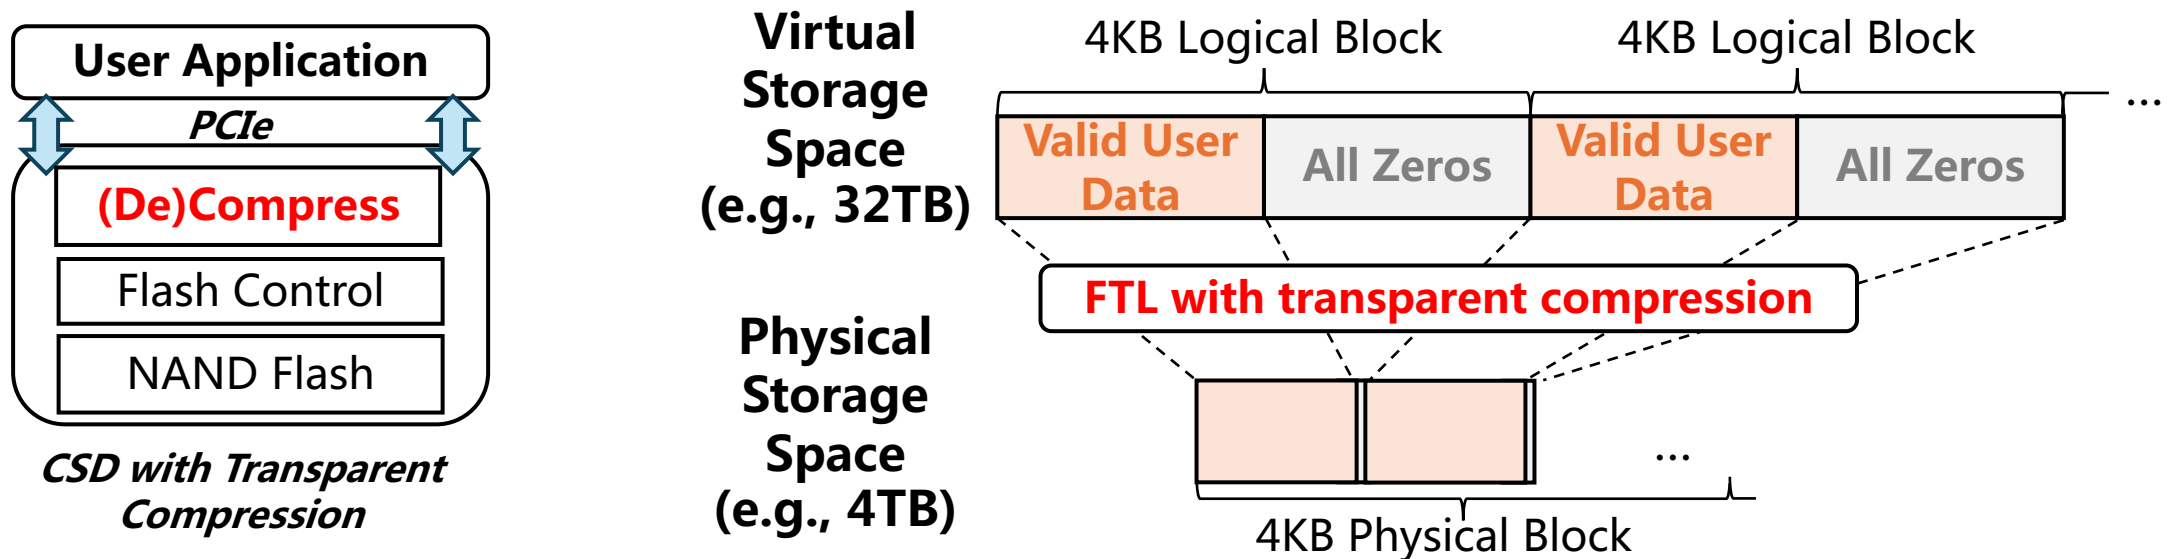 User Application
PCIe
(De)Compress
Flash Control
NAND Flash
CSD with Transparent
Compression
Virtual
Storage
Space
(e.g., 32TB)
4KB Logical Block
4KB Logical Block
...
Valid User
Data
All Zeros
Valid User
Data
All Zeros
FTL with transparent compression
Physical
Storage
Space
(e.g., 4TB)
...
4KB Physical Block